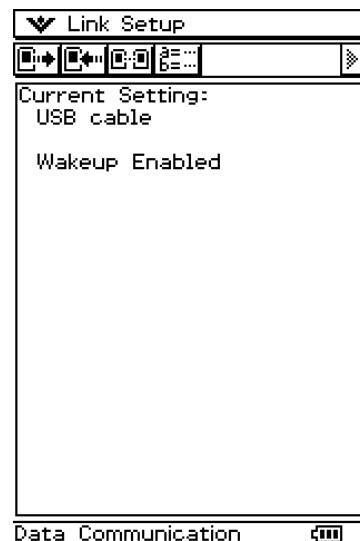 Link Setup
Current Setting:
USB cable
Wakeup Enabled
Data Communication